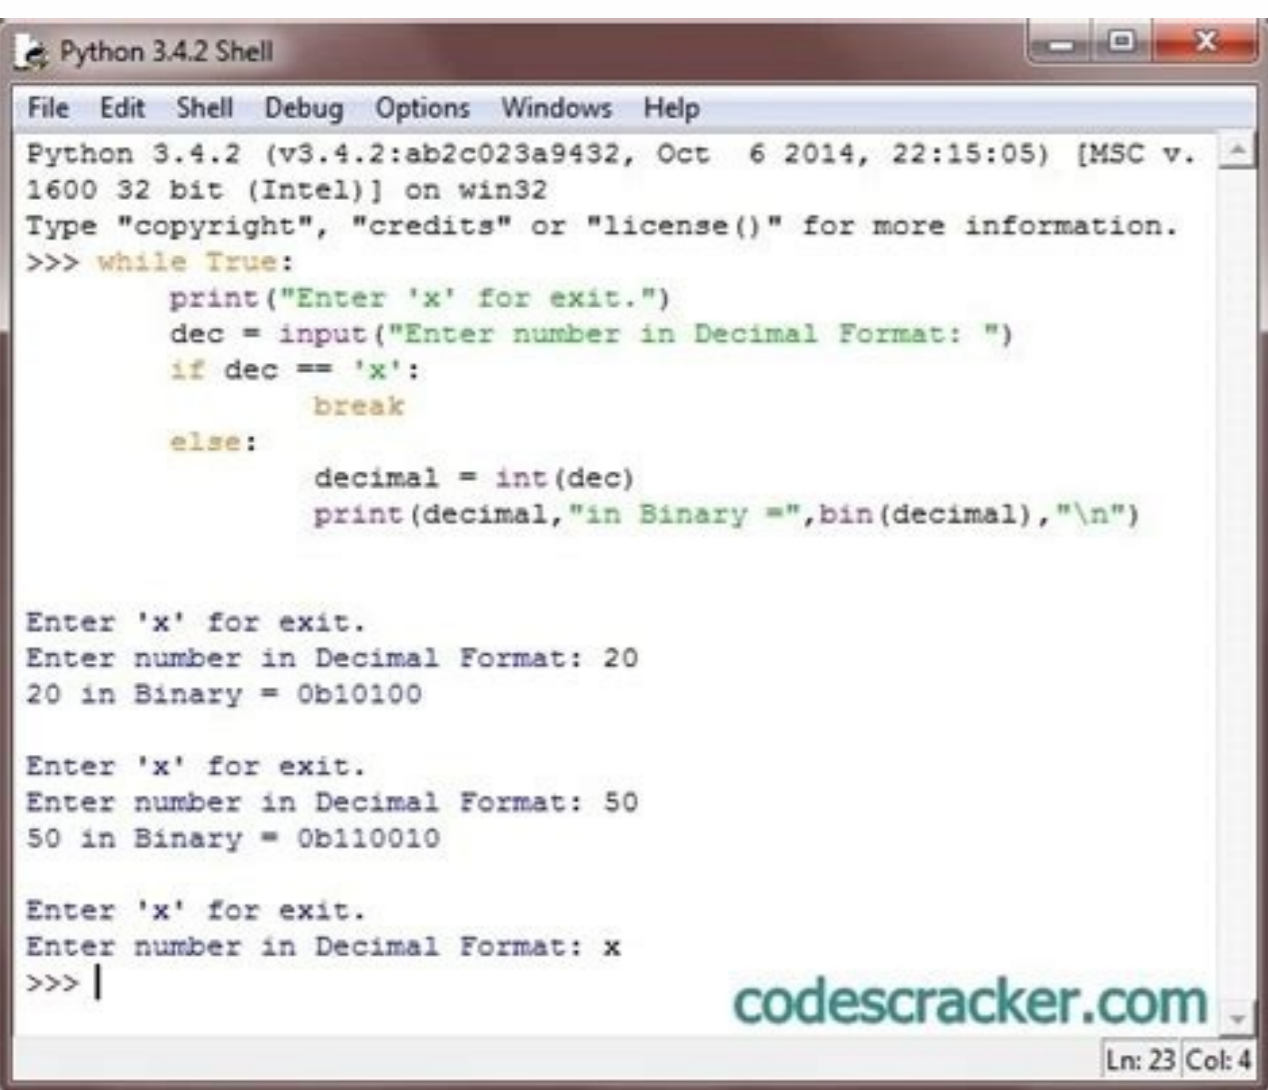 Python 3.4.2 Shell
File Edit Shell Debug Options Windows Help
Python 3.4.2 (v3.4.2:ab2c023a9432, Oct  6 2014, 22:15:05) [MSC v.
1600 32 bit (Intel)] on win32
Type "copyright", "credits" or "license()" for more information.
>>> while True:
        print("Enter 'x' for exit.")
        dec = input("Enter number in Decimal Format: ")
        if dec == 'x':
                break
        else:
                decimal = int(dec)
                print(decimal,"in Binary =",bin(decimal),"\n")
Enter 'x' for exit.
Enter number in Decimal Format: 20
20 in Binary = 0b10100
Enter 'x' for exit.
Enter number in Decimal Format: 50
50 in Binary = 0b110010
Enter 'x' for exit.
Enter number in Decimal Format: x
>>>
codescracker.com
Ln: 23 Col: 4